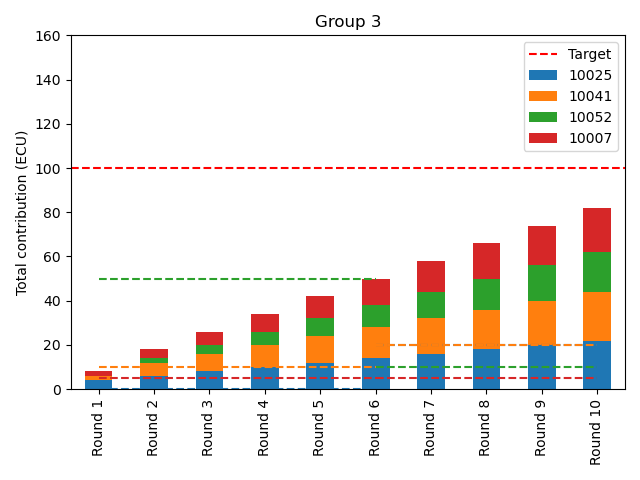 Group 3
Total contribution (ECU)
160
140
120
100
80
60
40
20
0
Target
10025
10041
10052
10007
Round 1
Round 2
Round 3
Round 4
Round 5
Round 6
Round 7
Round 8
Round 9
Round 10